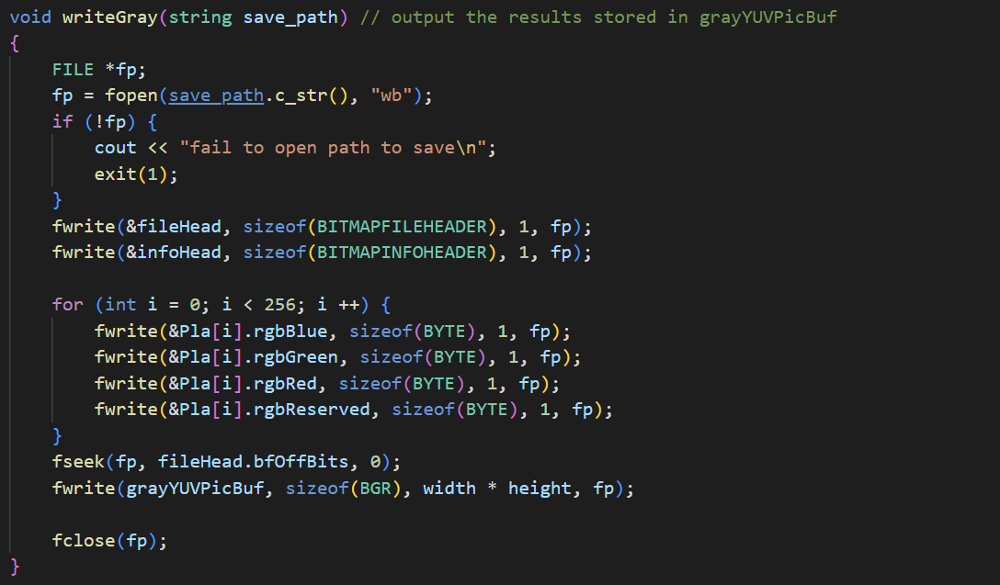 void writeGray(string save_path) // output the results stored in grayYUVPicBuf
{
    FILE *fp;
    fp = fopen(save_path.c_str(), "wb");
    if (!fp) {
        cout << "fail to open path to save\n";
        exit(1);
    }
    fwrite(&fileHead, sizeof(BITMAPFILEHEADER), 1, fp);
    fwrite(&infoHead, sizeof(BITMAPINFOHEADER), 1, fp);

    for (int i = 0; i < 256; i ++) {
        fwrite(&Pla[i].rgbBlue, sizeof(BYTE), 1, fp);
        fwrite(&Pla[i].rgbGreen, sizeof(BYTE), 1, fp);
        fwrite(&Pla[i].rgbRed, sizeof(BYTE), 1, fp);
        fwrite(&Pla[i].rgbReserved, sizeof(BYTE), 1, fp);
    }
    fseek(fp, fileHead.bfOffBits, 0);
    fwrite(grayYUVPicBuf, sizeof(BGR), width * height, fp);

    fclose(fp);
}